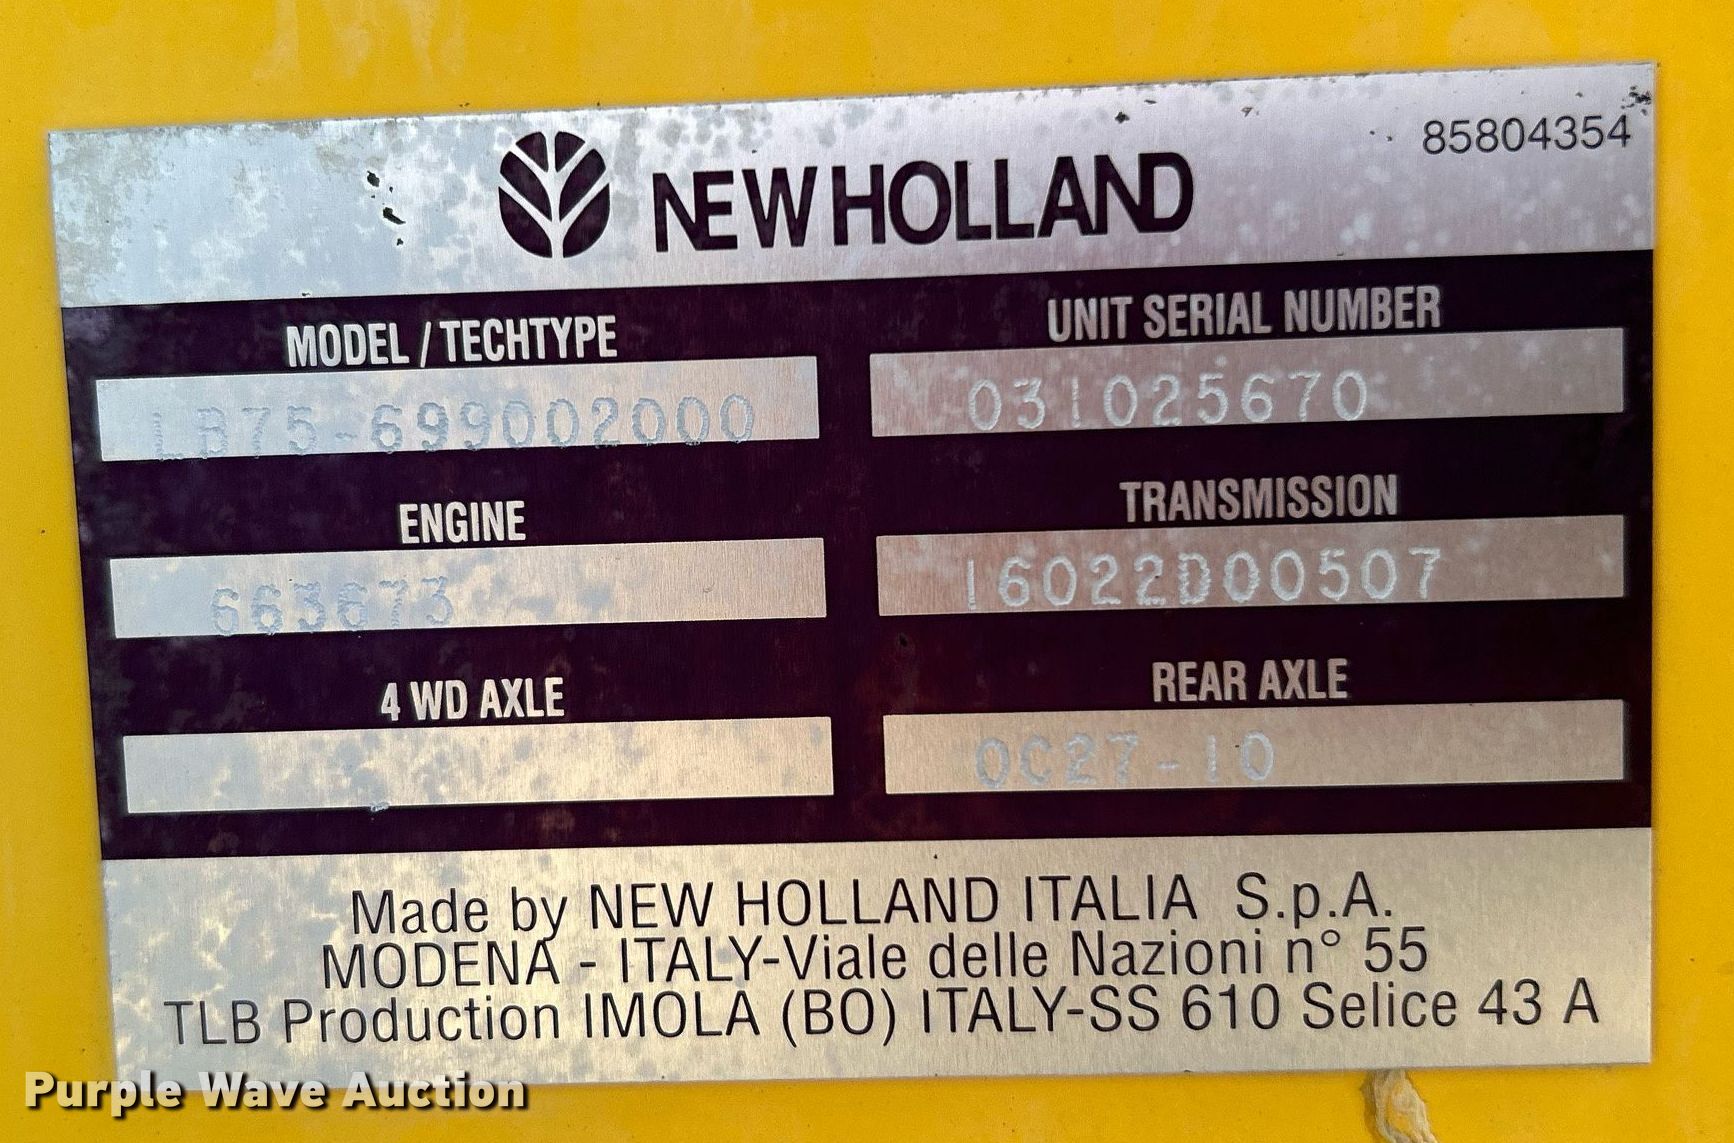 85804354
NEW HOLLAND
MODEL / TECHTYPE
UNIT SERIAL NUMBER
LB75-699002000
031025670
ENGINE
TRANSMISSION
663673
16022D00507
4 WD AXLE
REAR AXLE
0C27-10
Made by NEW HOLLAND ITALIA S.p.A.
MODENA - ITALY-Viale delle Nazioni n° 55
TLB Production IMOLA (BO) ITALY-SS 610 Selice 43 A
Purple Wave Auction